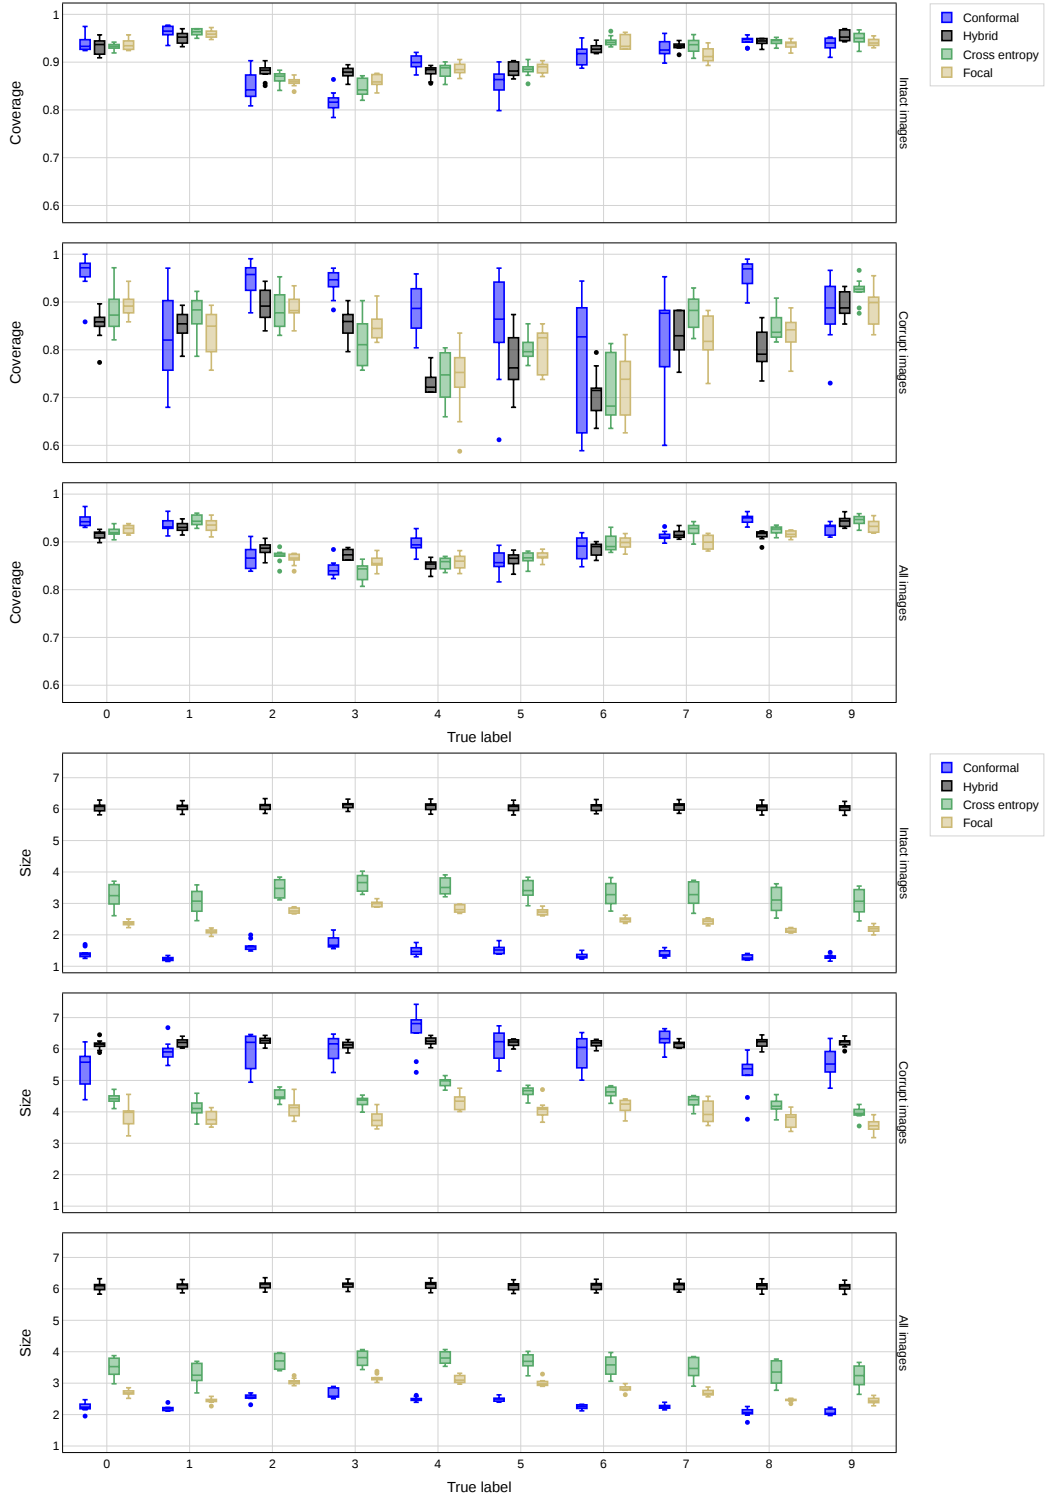 1
0.9
0.8
0.7
0.6
Coverage
Intact images
Conformal
Hybrid
Cross entropy
Focal
1
0.9
0.8
0.7
0.6
Coverage
Corrupt images
1
0.9
0.8
0.7
0.6
Coverage
All images
0 1 2 3 4 5 6 7 8 9
True label
7
6
5
4
3
2
1
Size
Intact images
Conformal
Hybrid
Cross entropy
Focal
7
6
5
4
3
2
1
Size
Corrupt images
7
6
5
4
3
2
1
Size
All images
0 1 2 3 4 5 6 7 8 9
True label